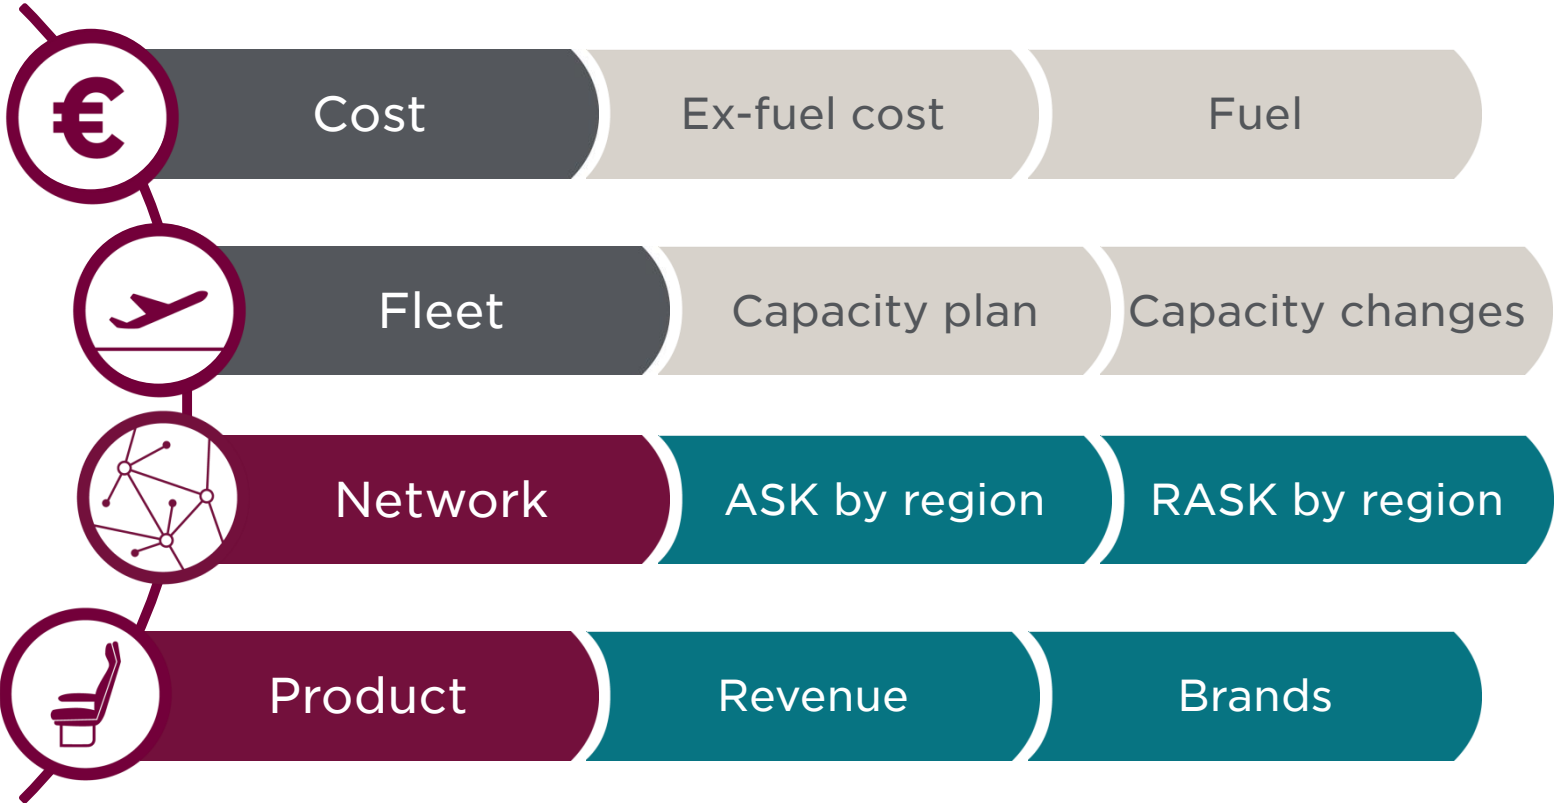 €
Cost
Ex-fuel cost
Fuel
Fleet
Capacity plan
Capacity changes
Network
ASK by region
RASK by region
Product
Revenue
Brands